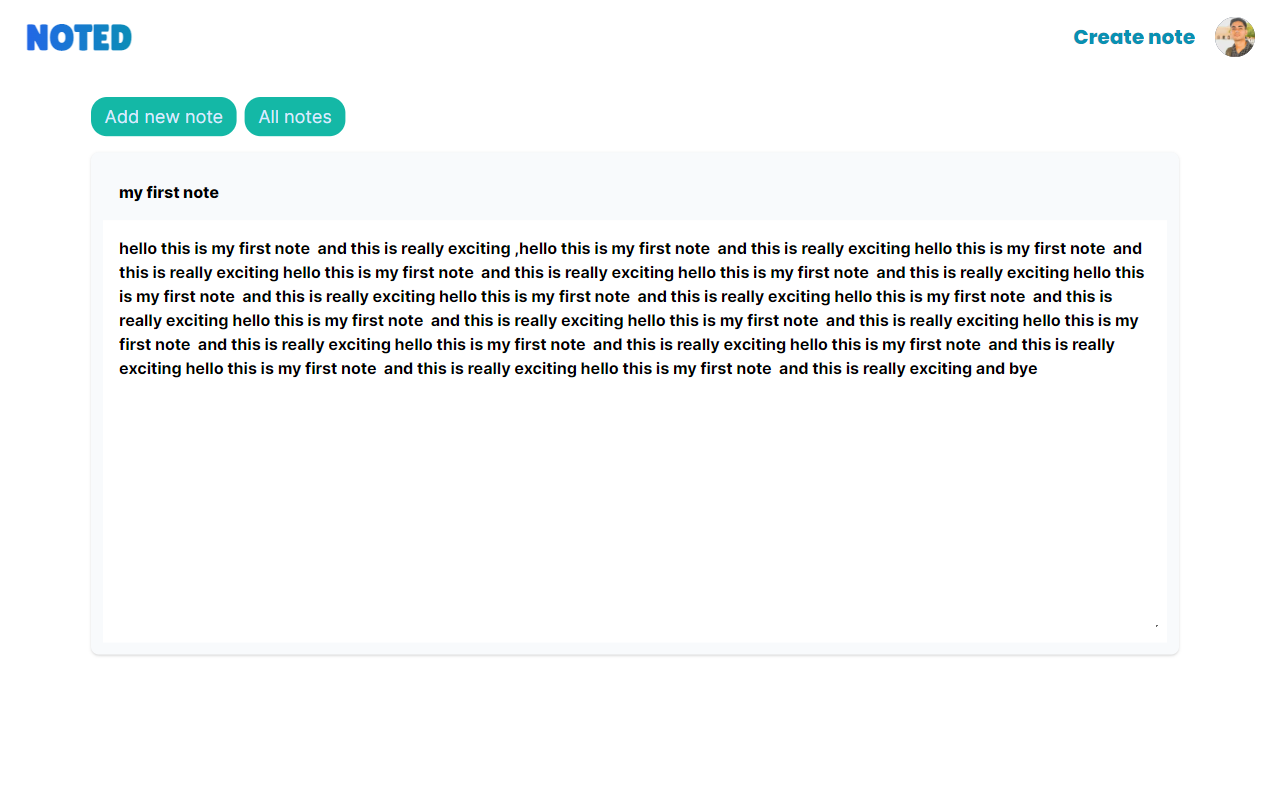 NOTED
Create note
Add new note
All notes
my first note
hello this is my first note  and this is really exciting ,hello this is my first note  and this is really exciting hello this is my first note  and
this is really exciting hello this is my first note  and this is really exciting hello this is my first note  and this is really exciting hello this
is my first note  and this is really exciting hello this is my first note  and this is really exciting hello this is my first note  and this is
really exciting hello this is my first note  and this is really exciting hello this is my first note  and this is really exciting hello this is my
first note  and this is really exciting hello this is my first note  and this is really exciting hello this is my first note  and this is really
exciting hello this is my first note  and this is really exciting hello this is my first note  and this is really exciting and bye